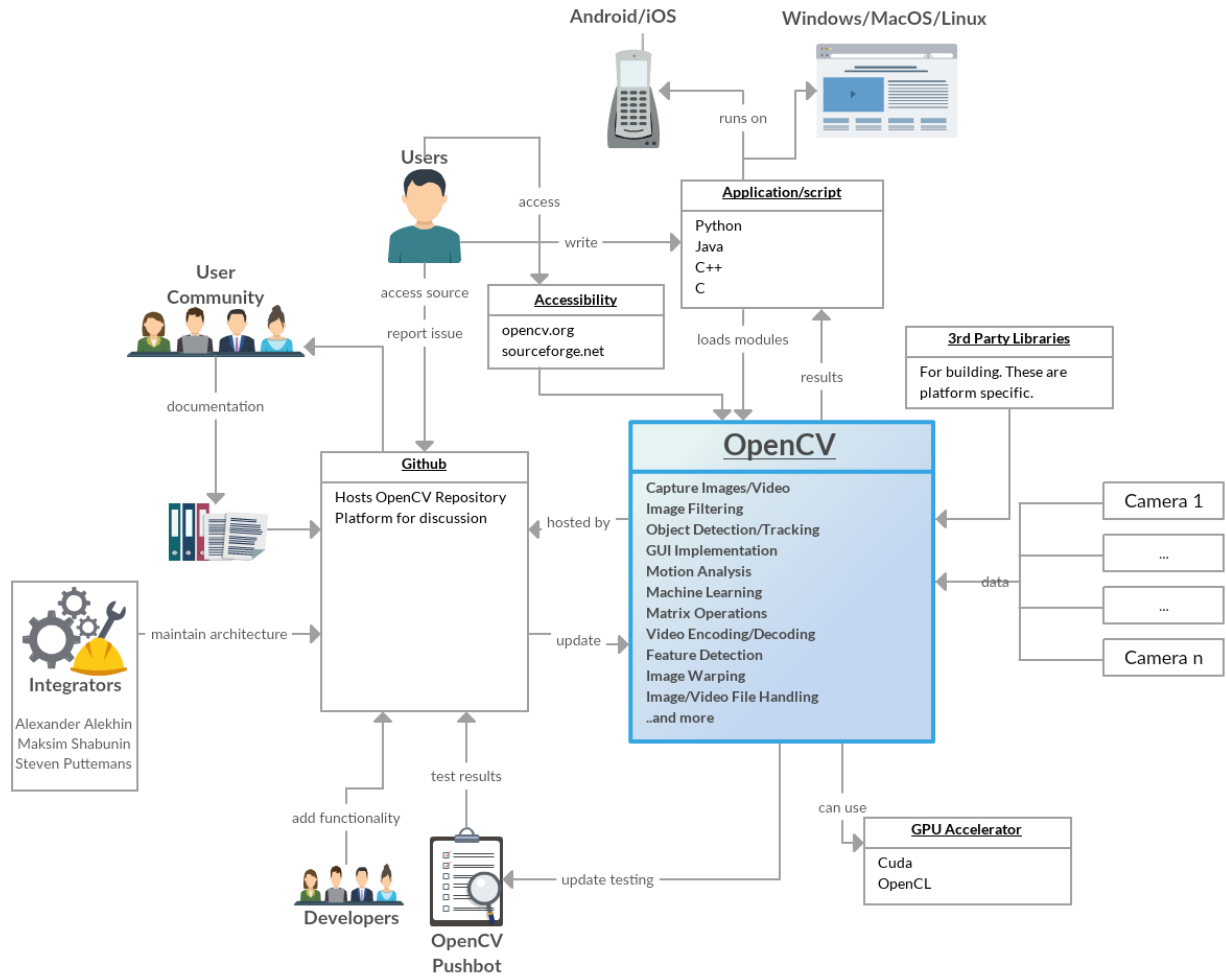 Android/iOS
Windows/MacOS/Linux
runs on
Users
access
write
Application/script
Python
Java
C++
C
access source
report issue
User
Community
Accessibility
opencv.org
sourceforge.net
loads modules
results
3rd Party Libraries
For building. These are
platform specific.
documentation
Github
Hosts OpenCV Repository
Platform for discussion
hosted by
OpenCV
Capture Images/Video
Image Filtering
Object Detection/Tracking
GUI Implementation
Motion Analysis
Machine Learning
Matrix Operations
Video Encoding/Decoding
Feature Detection
Image Warping
Image/Video File Handling
..and more
Camera 1
...
...
Camera n
data
Integrators
Alexander Alekhin
Maksim Shabunin
Steven Puttemans
maintain architecture
update
test results
add functionality
Developers
OpenCV
Pushbot
update testing
can use
GPU Accelerator
Cuda
OpenCL